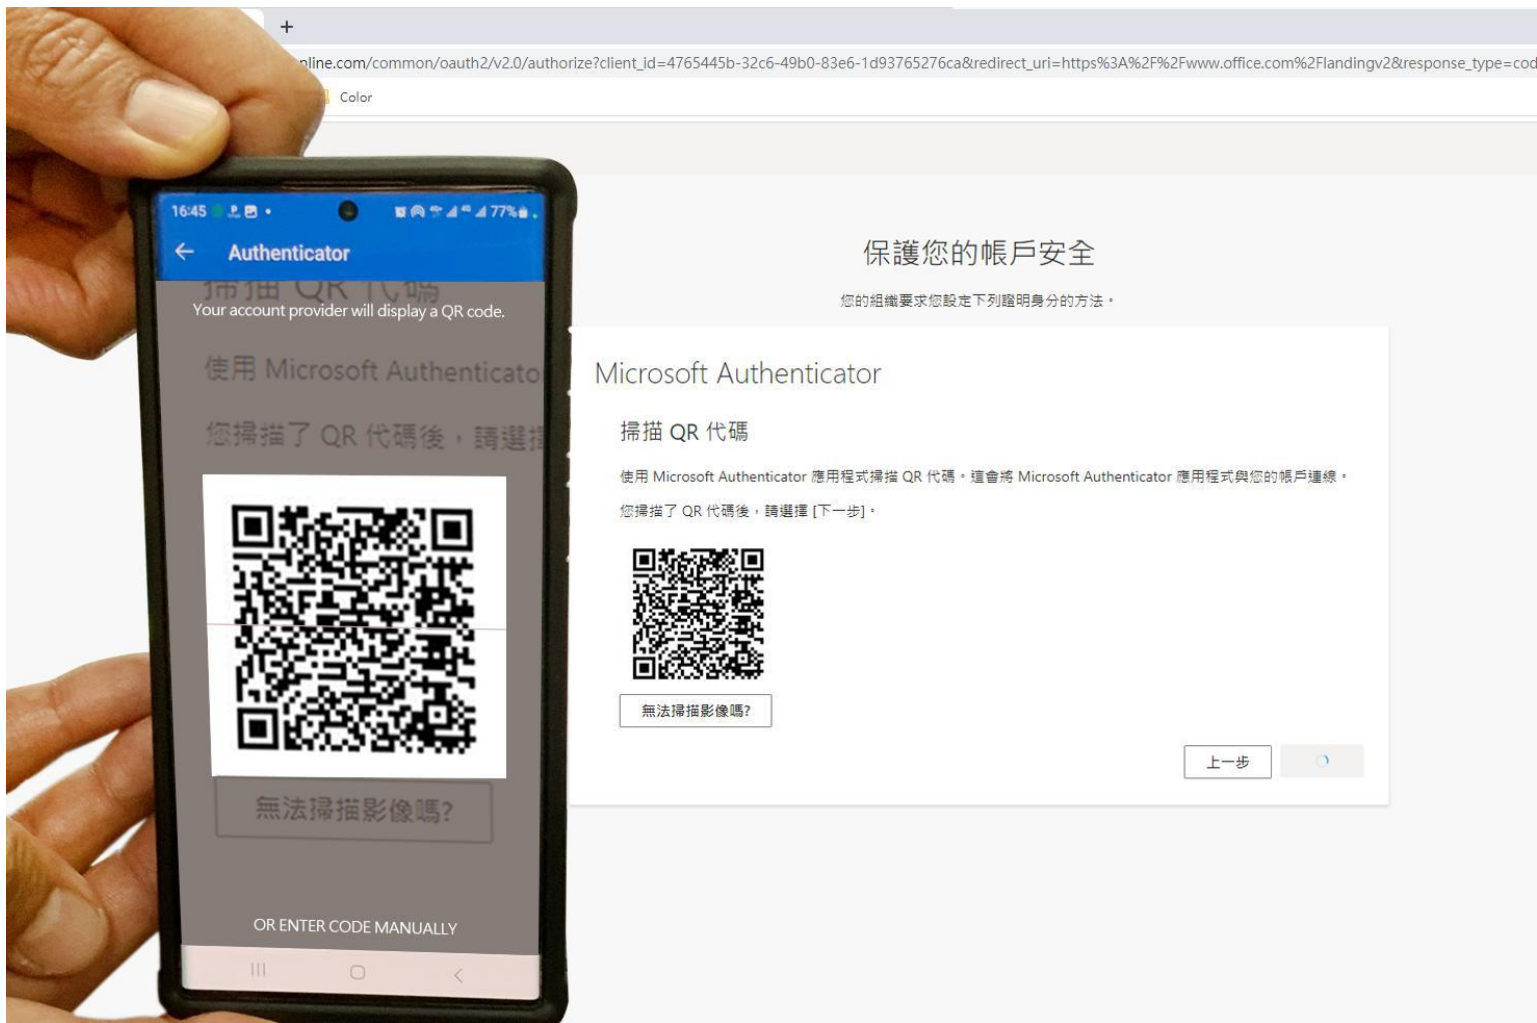 +
nline.com/common/oauth2/v2.0/authorize?client_id=4765445b-32c6-49b0-83e6-1d93765276ca&redirect_uri=https%3A%2F%2Fwww.office.com%2Flandingv2&response_type=cod
Color
16:45
77%
Authenticator
掃描 QR 代碼
Your account provider will display a QR code.
使用 Microsoft Authenticato
您掃描了 QR 代碼後，請選擇
無法掃描影像嗎?
OR ENTER CODE MANUALLY
保護您的帳戶安全
您的組織要求您設定下列證明身分的方法。
Microsoft Authenticator
掃描 QR 代碼
使用 Microsoft Authenticator 應用程式掃描 QR 代碼。這會將 Microsoft Authenticator 應用程式與您的帳戶連線。
您掃描了 QR 代碼後，請選擇 [下一步]。
無法掃描影像嗎?
上一步